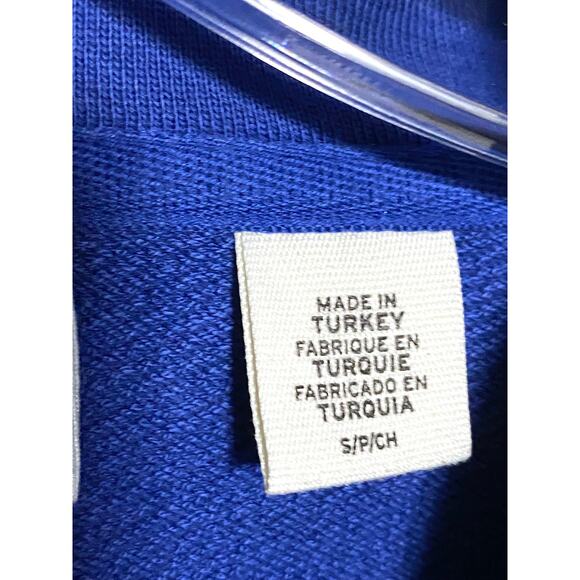 MADE IN
TURKEY
FABRIQUE EN
TURQUIE
FABRICADO EN
TURQUIA
S/P/CH